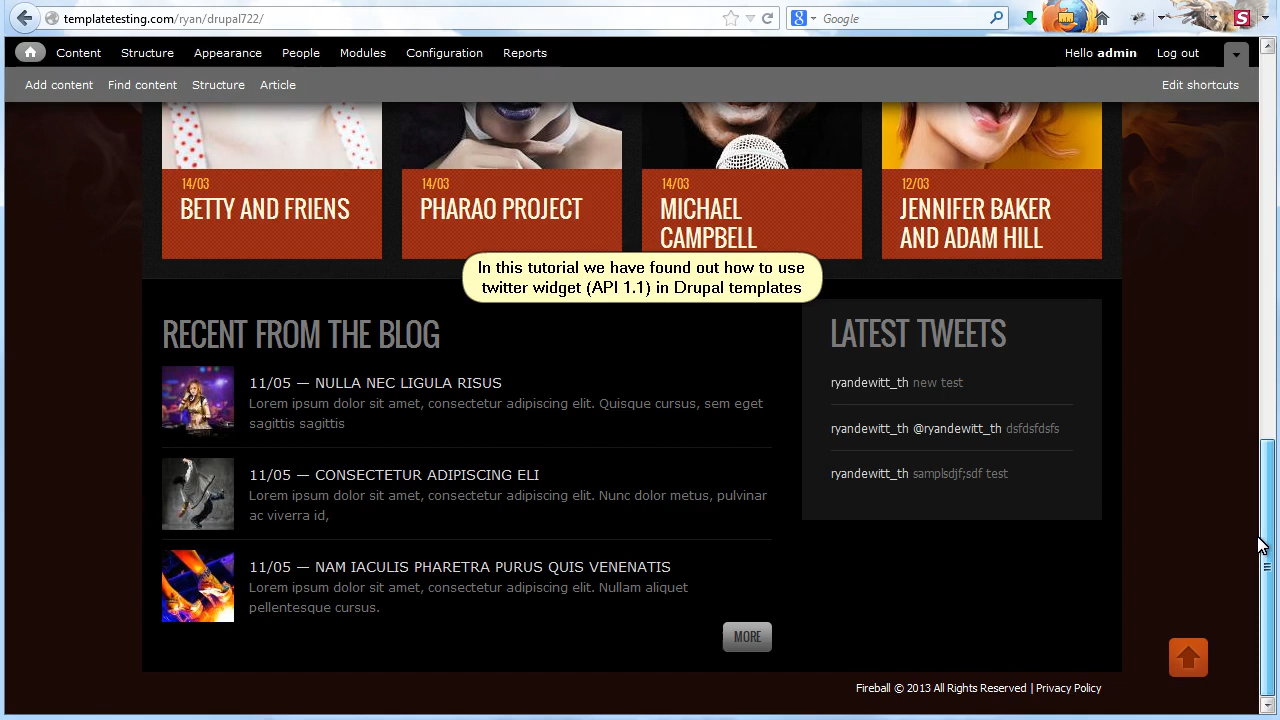 templatetesting.com/ryan/drupal722/
Google
Content Structure Appearance People Modules Configuration Reports
Hello admin Log out
Add content Find content Structure Article
Edit shortcuts
14/03
BETTY AND FRIENS
14/03
PHARAO PROJECT
14/03
MICHAEL
CAMPBELL
12/03
JENNIFER BAKER
AND ADAM HILL
In this tutorial we have found out how to use
twitter widget (API 1.1) in Drupal templates
RECENT FROM THE BLOG
11/05 — NULLA NEC LIGULA RISUS
Lorem ipsum dolor sit amet, consectetur adipiscing elit. Quisque cursus, sem eget
sagittis sagittis
11/05 — CONSECTETUR ADIPISCING ELI
Lorem ipsum dolor sit amet, consectetur adipiscing elit. Nunc dolor metus, pulvinar
ac viverra id,
11/05 — NAM IACULIS PHARETRA PURUS QUIS VENENATIS
Lorem ipsum dolor sit amet, consectetur adipiscing elit. Nullam aliquet
pellentesque cursus.
MORE
LATEST TWEETS
ryandewitt_th new test
ryandewitt_th @ryandewitt_th dsfdsfdsfs
ryandewitt_th samplsdjf;sdf test
Fireball © 2013 All Rights Reserved | Privacy Policy